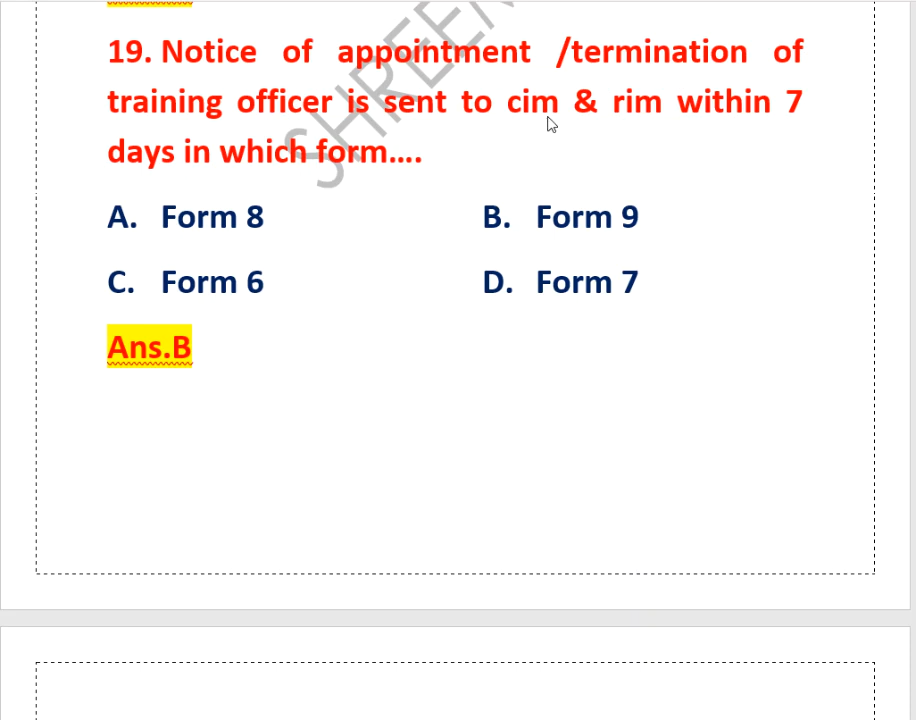 19. Notice of appointment /termination of
training officer is sent to cim & rim within 7
days in which form....
A. Form 8 B. Form 9
C. Form 6 D. Form 7
Ans.B
SHREE